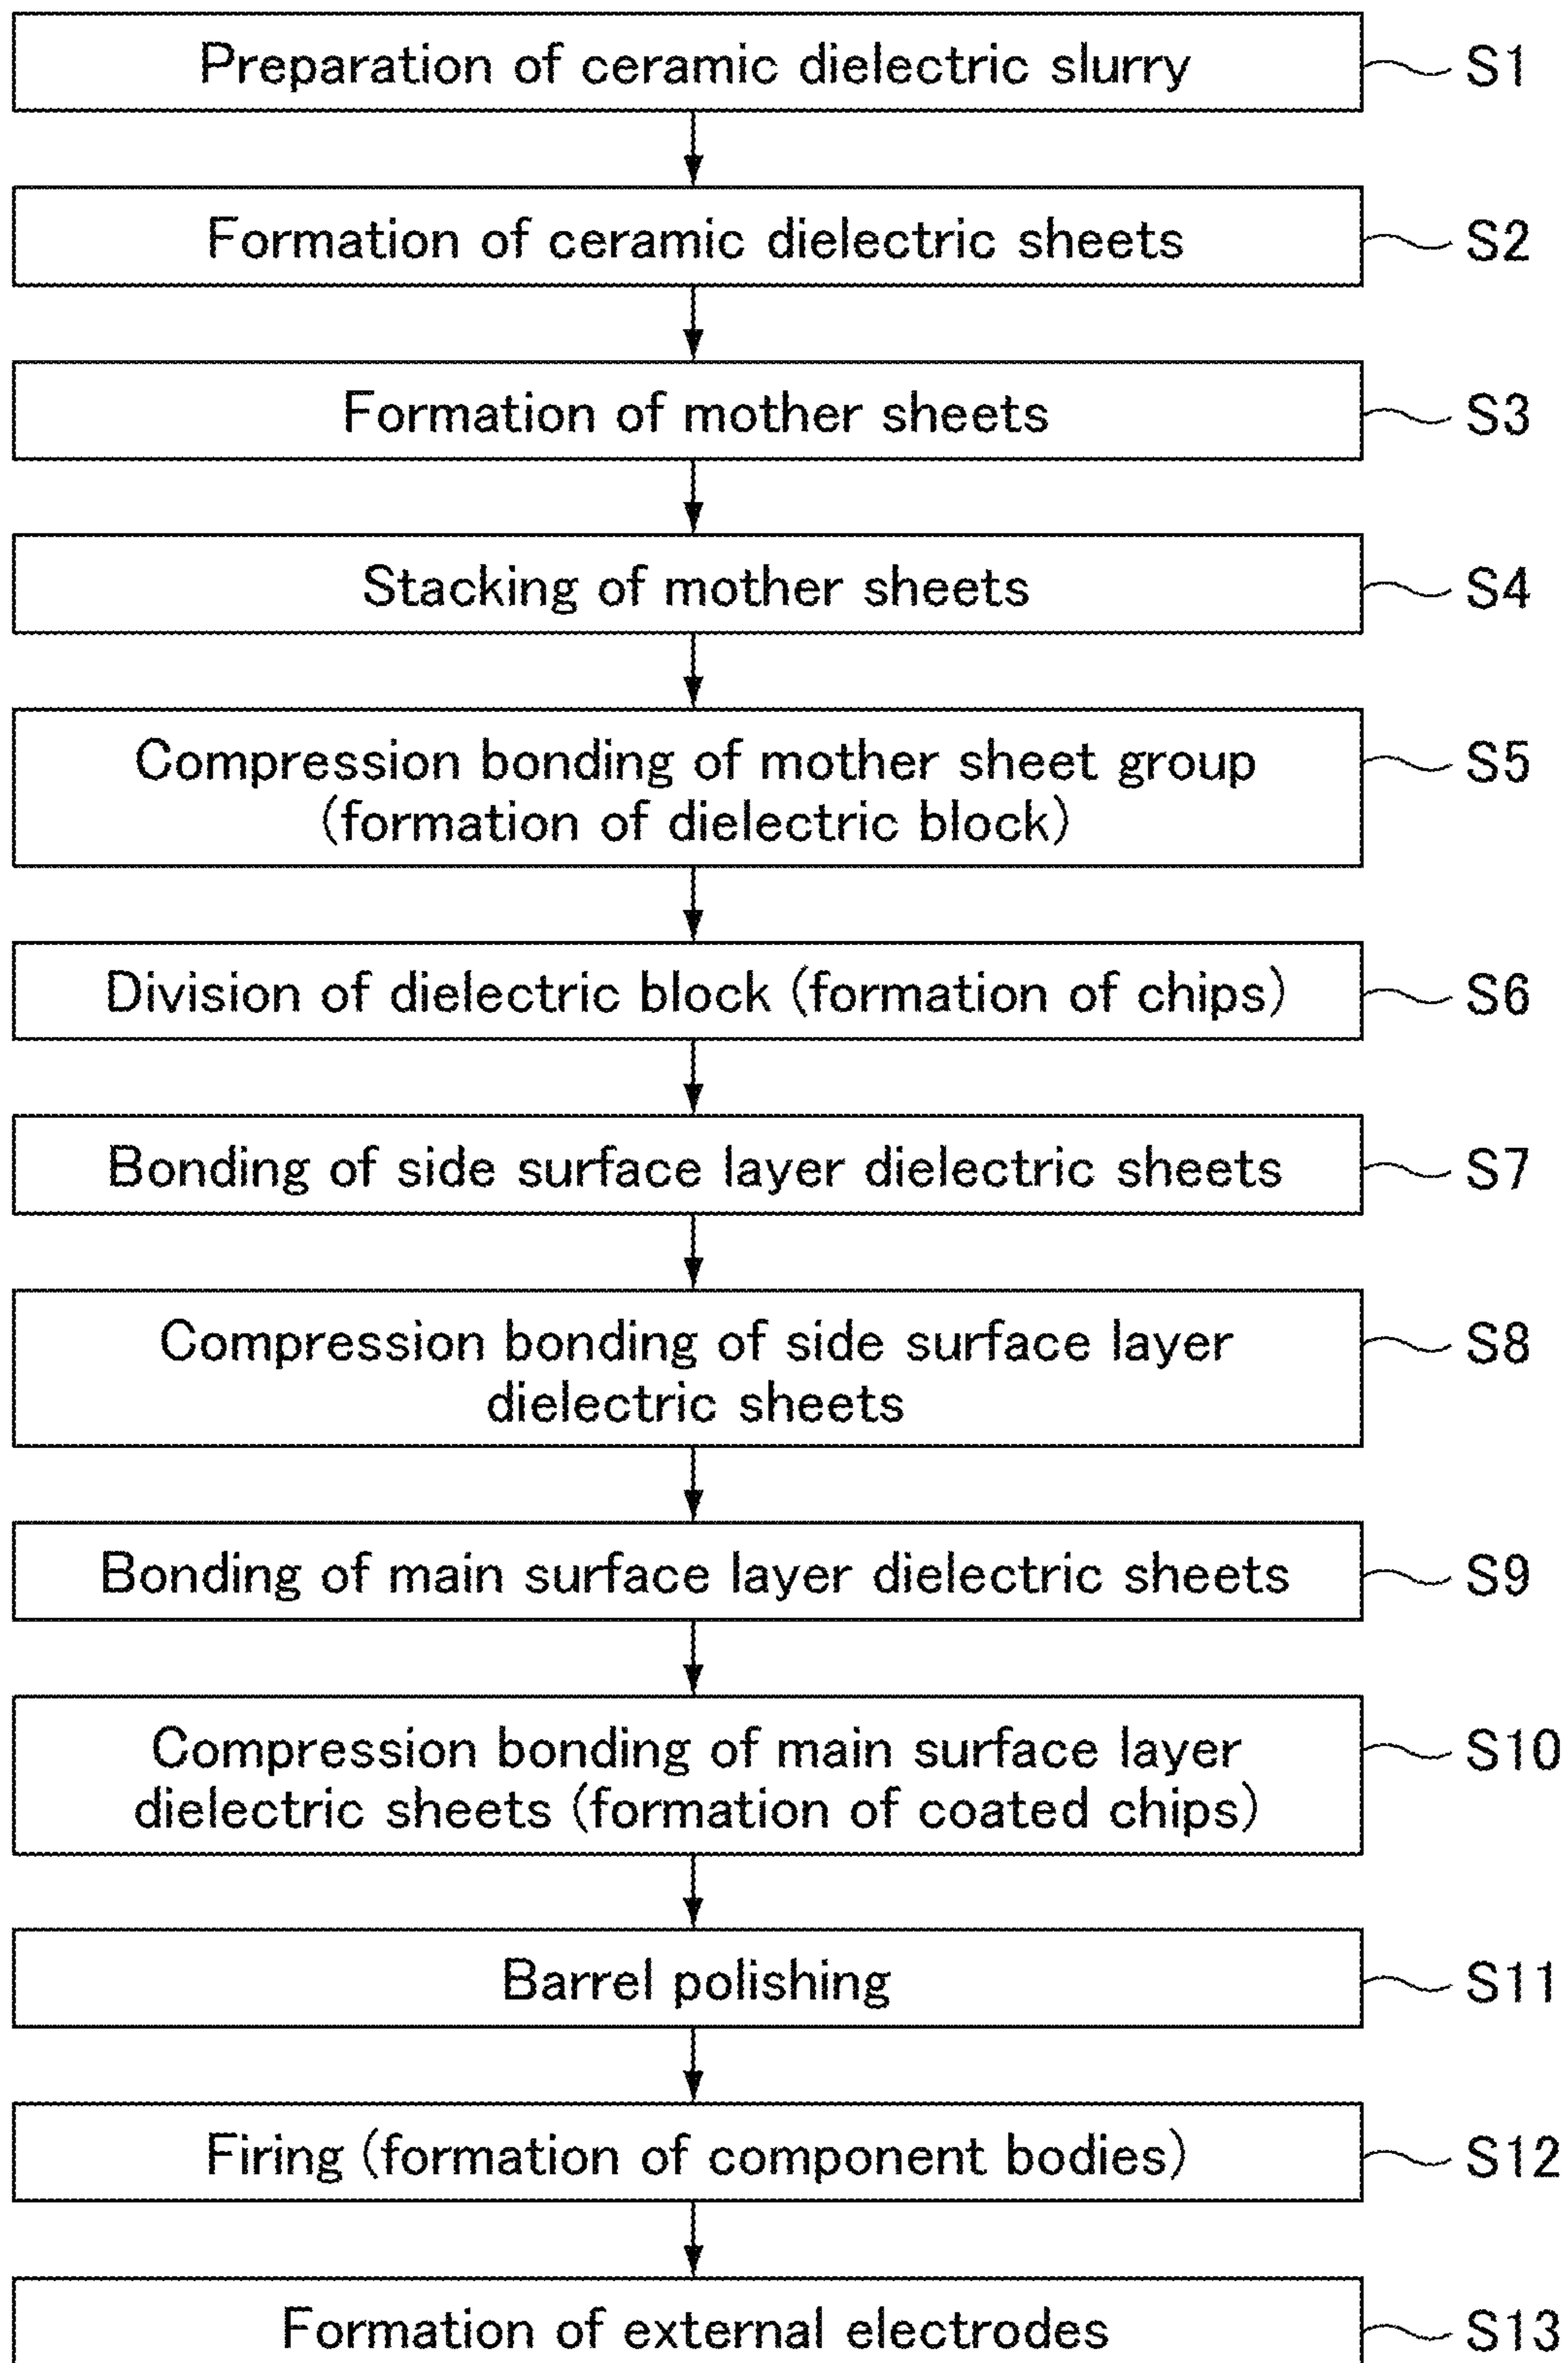 Preparation of ceramic dielectric slurry S1
Formation of ceramic dielectric sheets S2
Formation of mother sheets S3
Stacking of mother sheets S4
Compression bonding of mother sheet group S5
(formation of dielectric block)
Division of dielectric block (formation of chips) S6
Bonding of side surface layer dielectric sheets S7
Compression bonding of side surface layer S8
dielectric sheets
Bonding of main surface layer dielectric sheets S9
Compression bonding of main surface layer S10
dielectric sheets (formation of coated chips)
Barrel polishing S11
Firing (formation of component bodies) S12
Formation of external electrodes S13